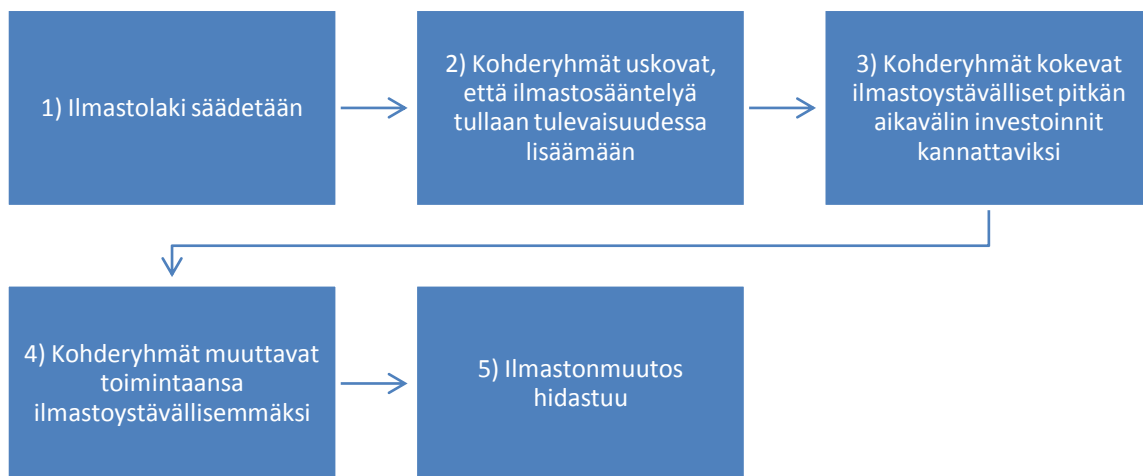 1) Ilmastolaki säädetään
2) Kohderyhmät uskovat,
että ilmastosääntelyä
tullaan tulevaisuudessa
lisäämään
3) Kohderyhmät kokevat
ilmastoystävälliset pitkän
aikavälin investoinnit
kannattaviksi
4) Kohderyhmät muuttavat
toimintaansa
ilmastoystävällisemmäksi
5) Ilmastonmuutos
hidastuu